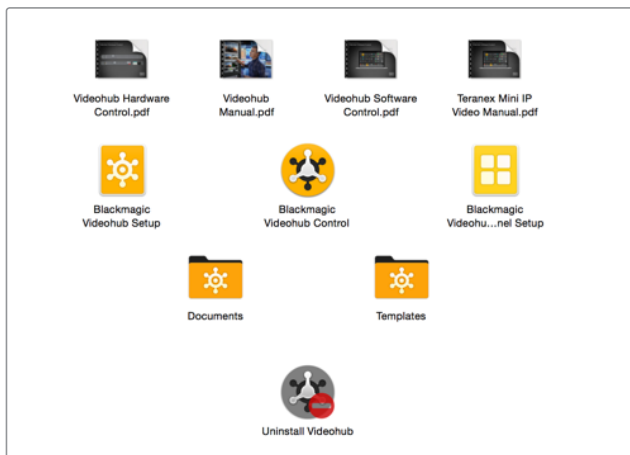 Videohub Hardware
Control.pdf
Videohub
Manual.pdf
Videohub Software
Control.pdf
Teranex Mini IP
Video Manual.pdf
Blackmagic
Videohub Setup
Blackmagic
Videohub Control
Blackmagic
Videohu...nel Setup
Documents
Templates
Uninstall Videohub